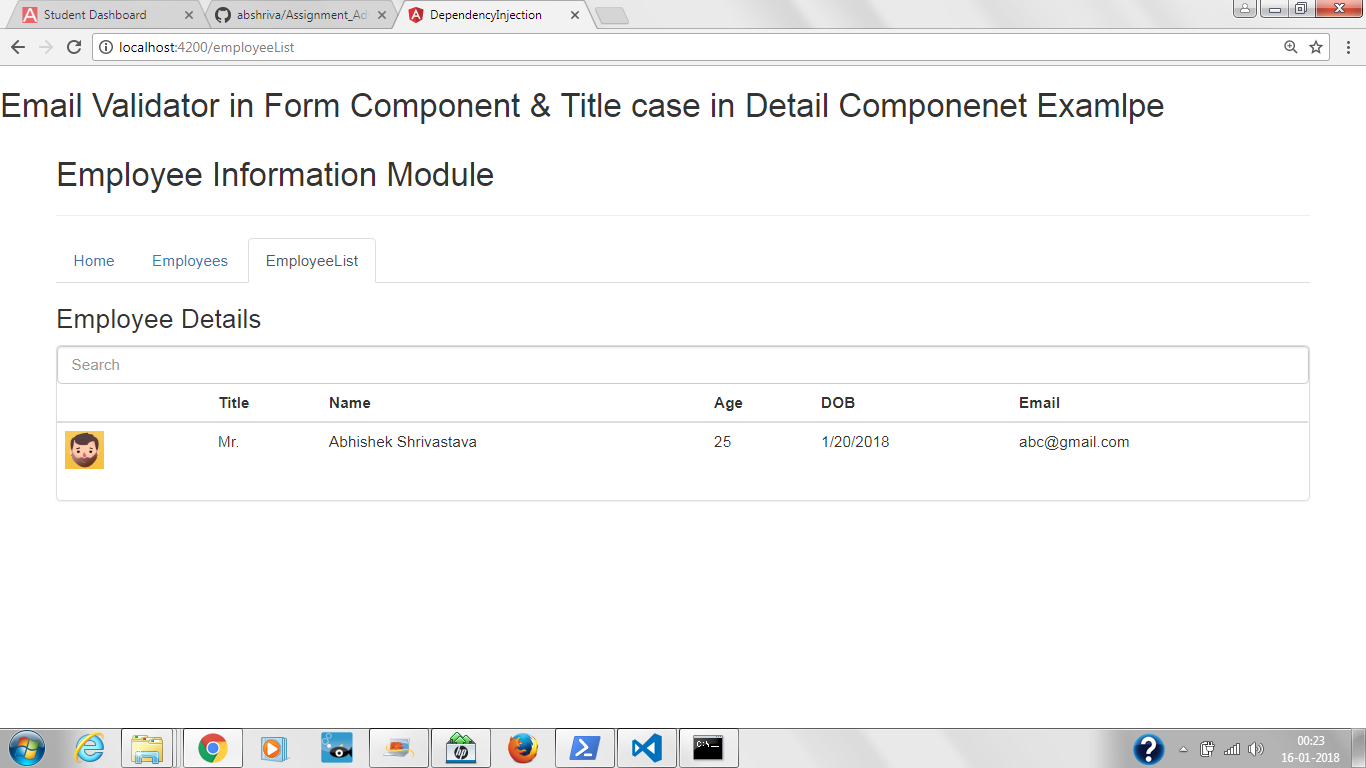 Student Dashboard
abshriva/Assignment_Ad
DependencyInjection
localhost:4200/employeeList
Email Validator in Form Component & Title case in Detail Componenet Examlpe
Employee Information Module
Home Employees EmployeeList
Employee Details
Search
Title Name Age DOB Email
Mr. Abhishek Shrivastava 25 1/20/2018 abc@gmail.com
00:23
16-01-2018